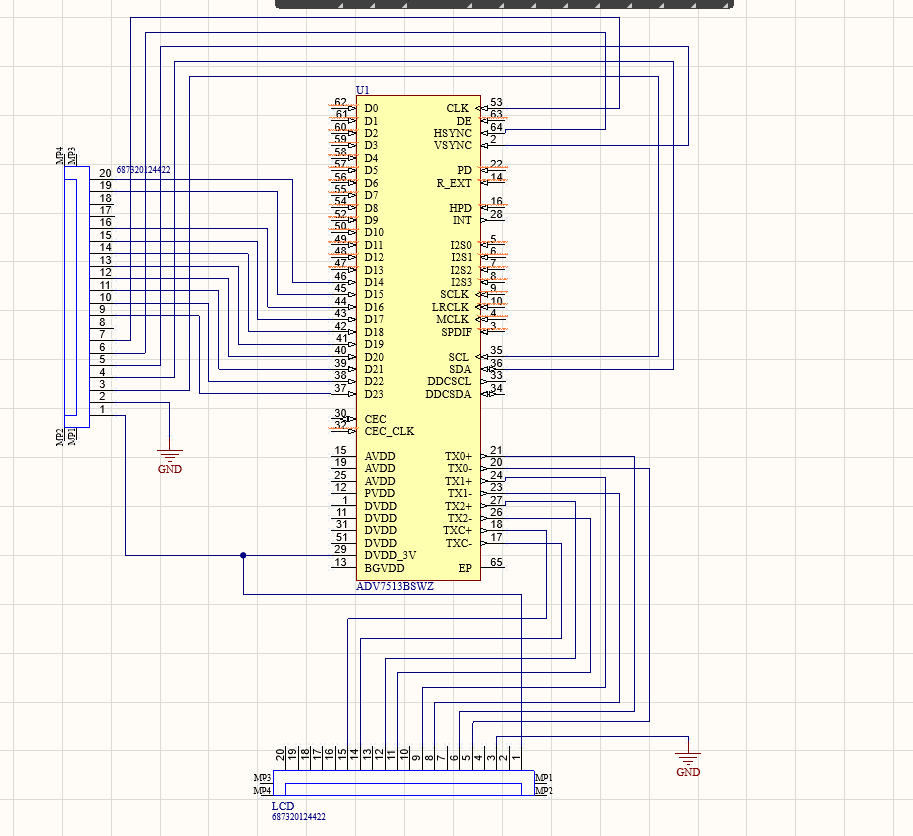 U1
62 D0
61 D1
60 D2
59 D3
58 D4
57 D5
56 D6
55 D7
54 D8
52 D9
50 D10
49 D11
48 D12
47 D13
46 D14
45 D15
44 D16
43 D17
42 D18
41 D19
40 D20
39 D21
38 D22
37 D23
30 CEC
32 CEC_CLK
15 AVDD
19 AVDD
25 AVDD
12 PVDD
1 DVDD
11 DVDD
31 DVDD
51 DVDD
29 DVDD_3V
13 BGVDD
CLK 53
DE 63
HSYNC 64
VSYNC 2
PD 22
R_EXT 14
HPD 16
INT 28
I2S0 5
I2S1 6
I2S2 7
I2S3 8
SCLK 9
LRCLK 10
MCLK 4
SPDIF 3
SCL 35
SDA 36
DDCSCL 33
DDCSDA 34
TX0+ 21
TX0- 20
TX1+ 24
TX1- 23
TX2+ 27
TX2- 26
TXC+ 18
TXC- 17
EP 65
ADV7513BSWZ
MP4
MP3
687320124422
20
19
18
17
16
15
14
13
12
11
10
9
8
7
6
5
4
3
2
1
MP2
MP1
GND
20
19
18
17
16
15
14
13
12
11
10
9
8
7
6
5
4
3
2
1
GND
MP3
MP4
MP1
MP2
LCD
687320124422